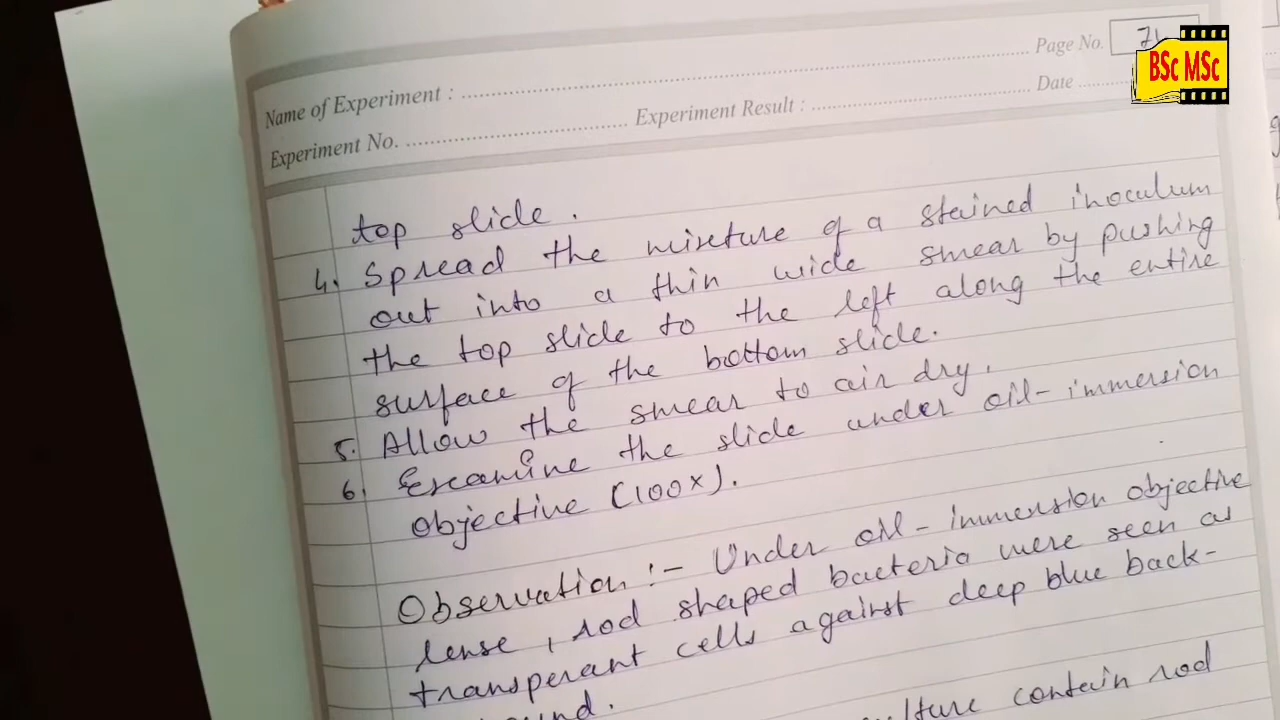 Page No. 71
BSc MSc
Name of Experiment :
Date
Experiment No.
Experiment Result :
top slide.
4. Spread the mixture of a stained inoculum
out into a thin wide smear by pushing
the top slide to the left along the entire
surface of the bottom slide.
5. Allow the smear to air dry.
6. Examine the slide under oil-immersion
objective (100x).
Observation :- Under oil-immersion objective
lense, rod shaped bacteria were seen as
transperant cells against deep blue back-
contain rod